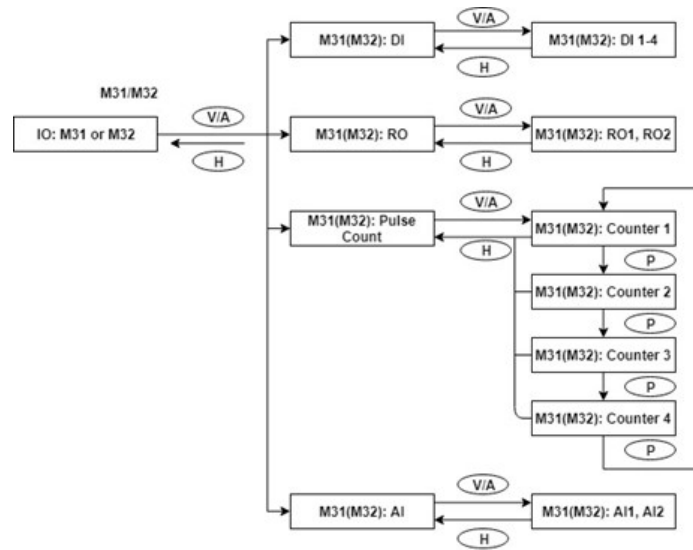 V/A
M31(M32): DI
M31(M32): DI 1-4
H
M31/M32
V/A
V/A
IO: M31 or M32
M31(M32): RO
M31(M32): RO1, RO2
H
H
V/A
M31(M32): Pulse
Count
M31(M32): Counter 1
H
P
M31(M32): Counter 2
P
M31(M32): Counter 3
P
M31(M32): Counter 4
P
V/A
M31(M32): AI
M31(M32): AI1, AI2
H